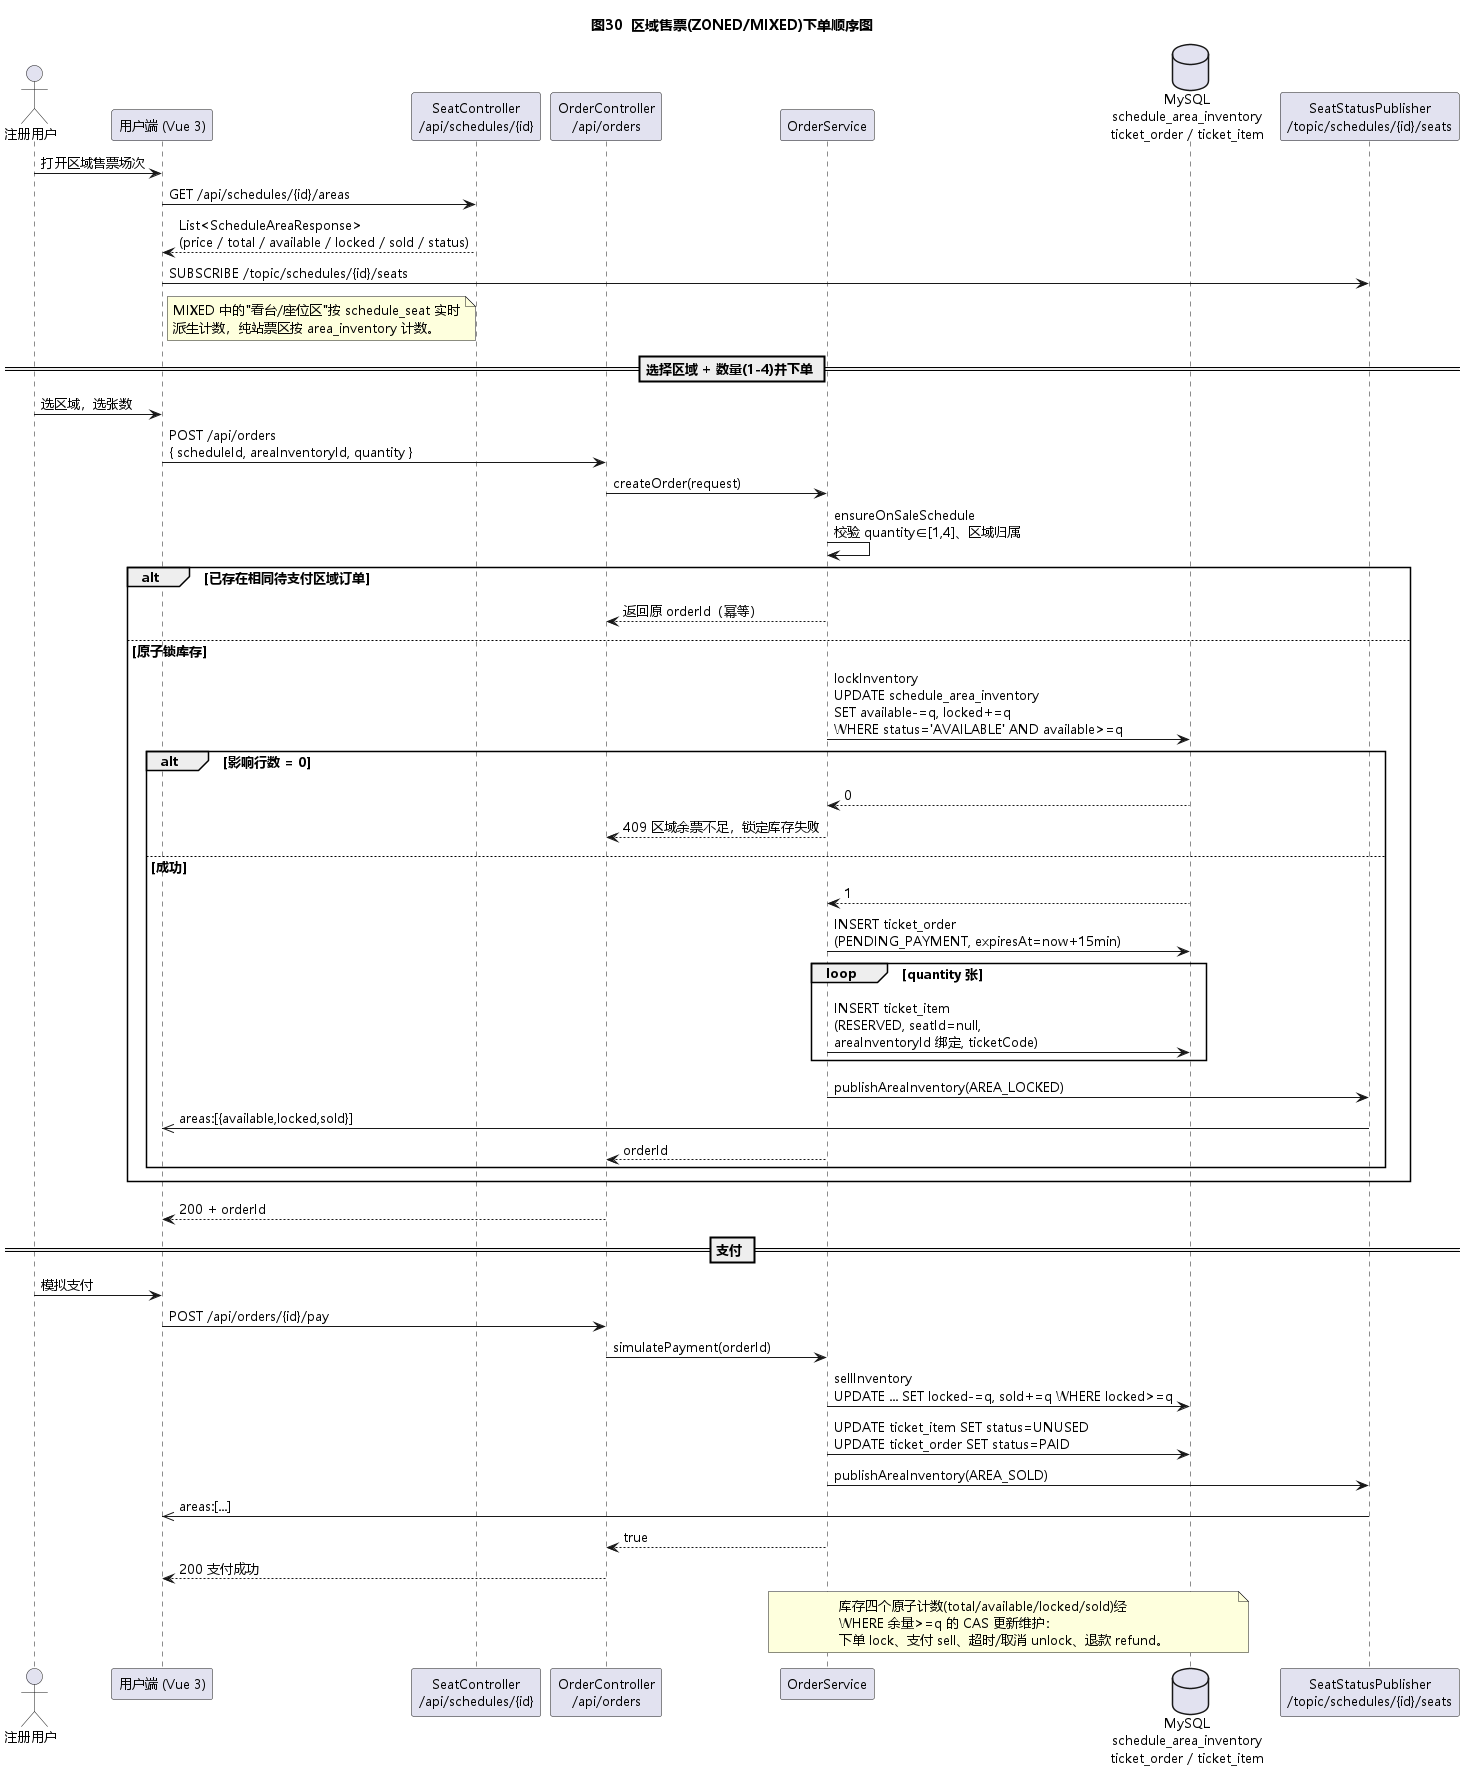 图30  区域售票(ZONED/MIXED)下单顺序图
注册用户
用户端 (Vue 3)
SeatController
/api/schedules/{id}
OrderController
/api/orders
OrderService
MySQL
schedule_area_inventory
ticket_order / ticket_item
SeatStatusPublisher
/topic/schedules/{id}/seats
打开区域售票场次
GET /api/schedules/{id}/areas
List<ScheduleAreaResponse>
(price / total / available / locked / sold / status)
SUBSCRIBE /topic/schedules/{id}/seats
MIXED 中的"看台/座位区"按 schedule_seat 实时
派生计数，纯站票区按 area_inventory 计数。
选择区域 + 数量(1-4)并下单
选区域，选张数
POST /api/orders
{ scheduleId, areaInventoryId, quantity }
createOrder(request)
ensureOnSaleSchedule
校验 quantity∈[1,4]、区域归属
alt
[已存在相同待支付区域订单]
返回原 orderId（幂等）
[原子锁库存]
lockInventory
UPDATE schedule_area_inventory
SET available-=q, locked+=q
WHERE status='AVAILABLE' AND available>=q
alt
[影响行数 = 0]
0
409 区域余票不足，锁定库存失败
[成功]
1
INSERT ticket_order
(PENDING_PAYMENT, expiresAt=now+15min)
loop
[quantity 张]
INSERT ticket_item
(RESERVED, seatId=null,
areaInventoryId 绑定, ticketCode)
publishAreaInventory(AREA_LOCKED)
areas:[{available,locked,sold}]
orderId
200 + orderId
支付
模拟支付
POST /api/orders/{id}/pay
simulatePayment(orderId)
sellInventory
UPDATE ... SET locked-=q, sold+=q WHERE locked>=q
UPDATE ticket_item SET status=UNUSED
UPDATE ticket_order SET status=PAID
publishAreaInventory(AREA_SOLD)
areas:[...]
true
200 支付成功
库存四个原子计数(total/available/locked/sold)经
WHERE 余量>=q 的 CAS 更新维护：
下单 lock、支付 sell、超时/取消 unlock、退款 refund。
注册用户
用户端 (Vue 3)
SeatController
/api/schedules/{id}
OrderController
/api/orders
OrderService
MySQL
schedule_area_inventory
ticket_order / ticket_item
SeatStatusPublisher
/topic/schedules/{id}/seats